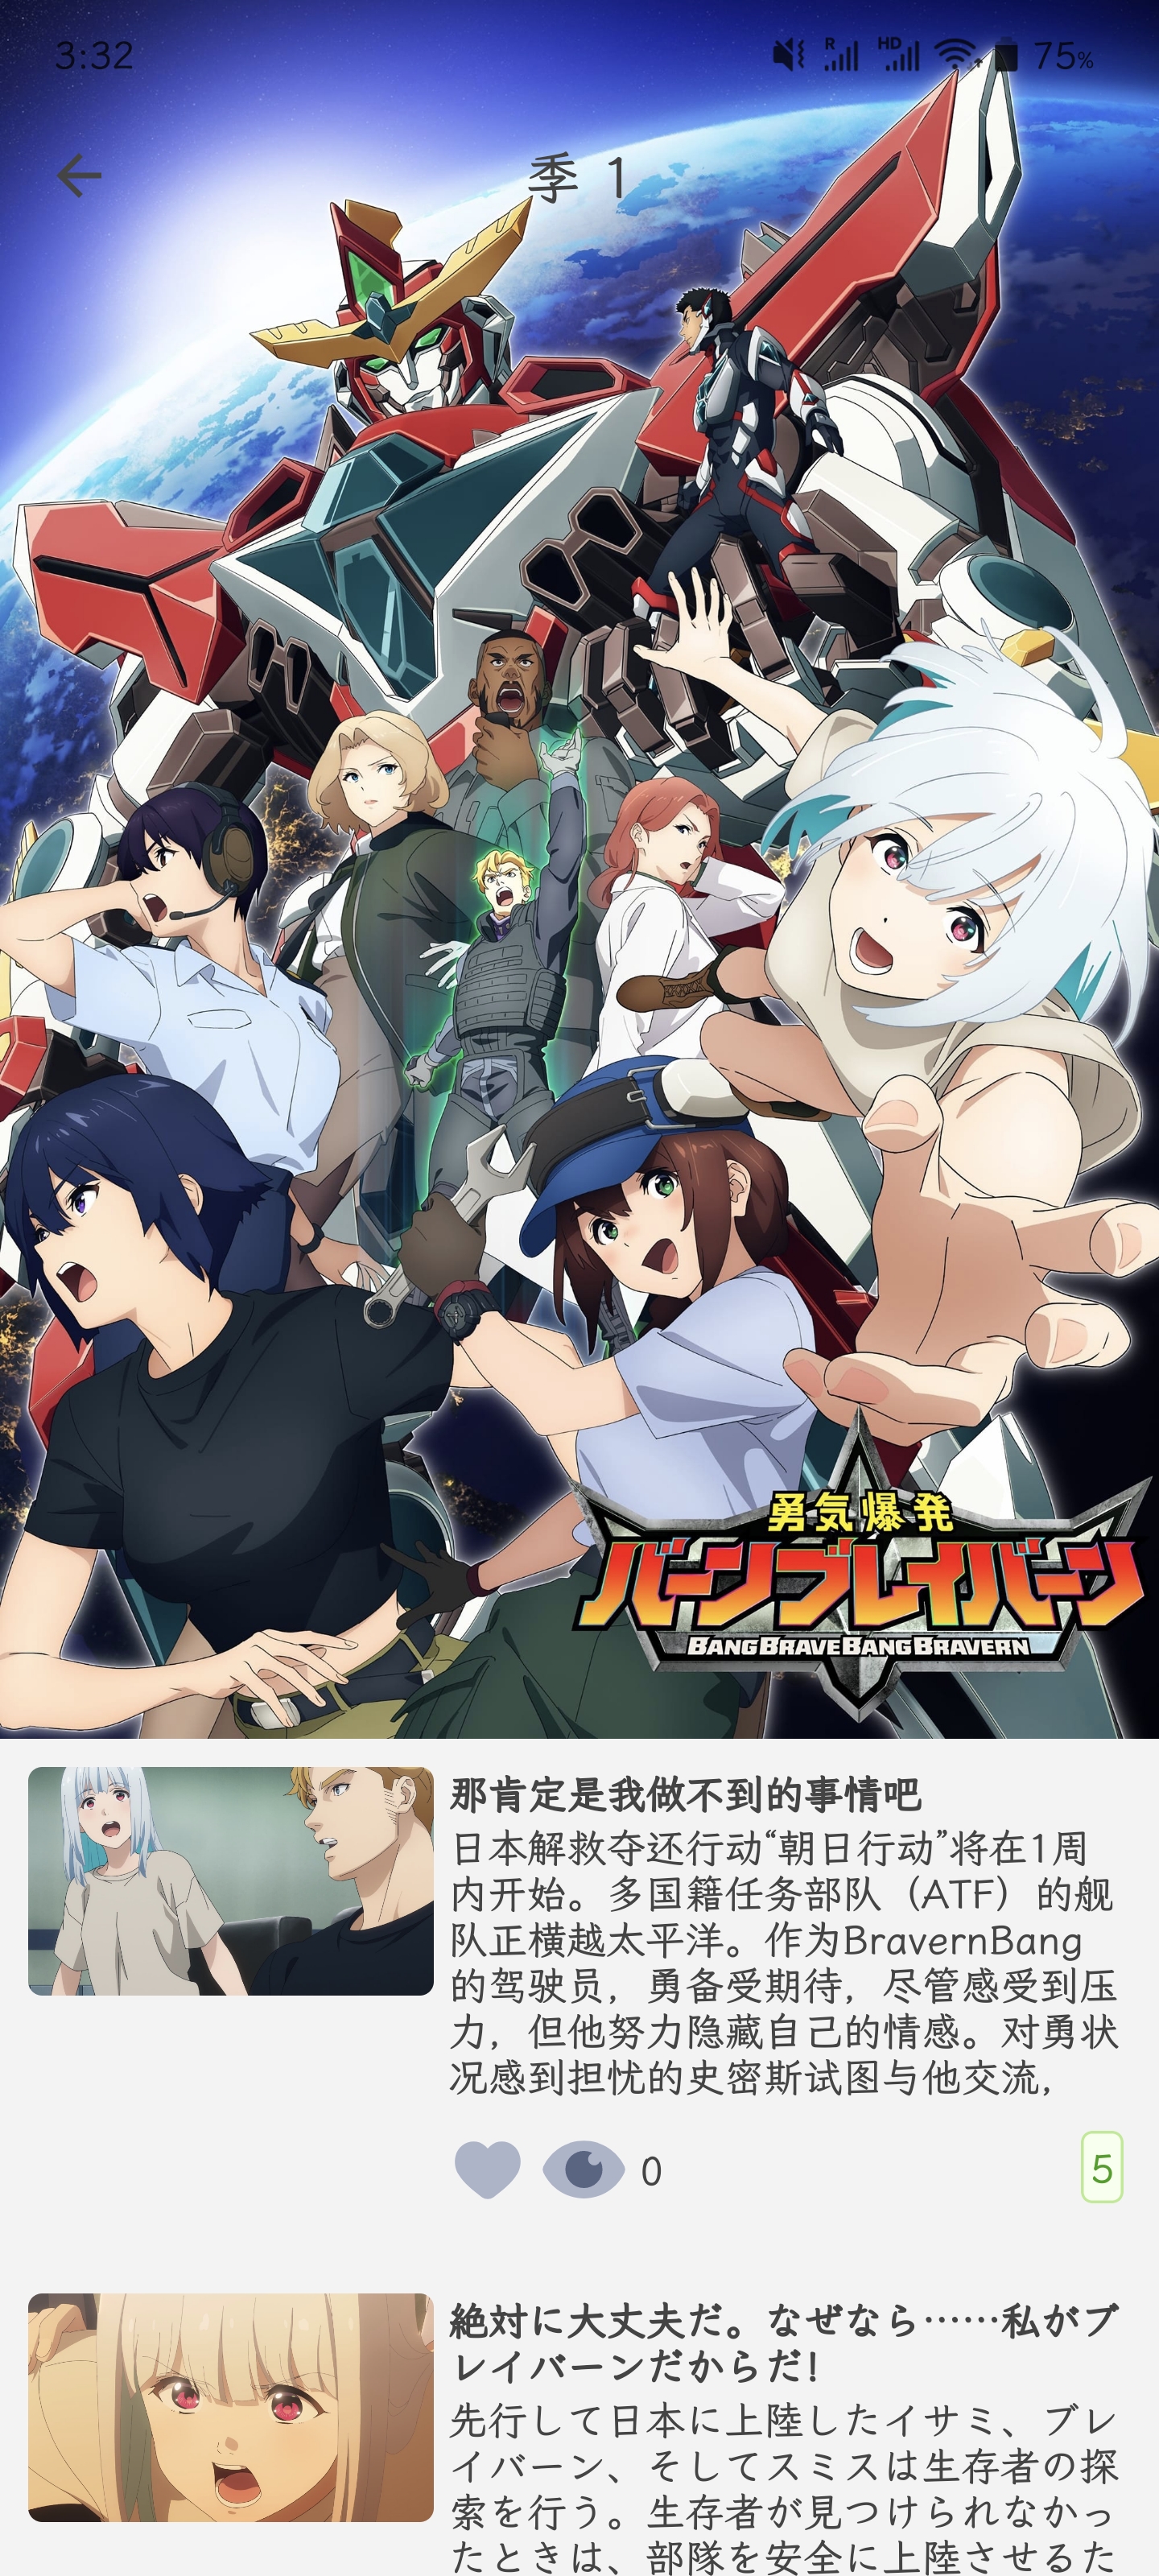 3:32
R
HD
75%
季 1
勇気爆発
バーンブレイバーン
BANG BRAVE BANG BRAVERN
那肯定是我做不到的事情吧
日本解救夺还行动“朝日行动”将在1周
内开始。多国籍任务部队（ATF）的舰
队正横越太平洋。作为BravernBang
的驾驶员，勇备受期待，尽管感受到压
力，但他努力隐藏自己的情感。对勇状
况感到担忧的史密斯试图与他交流，
0
5
絶対に大丈夫だ。なぜなら……私がブ
レイバーンだからだ!
先行して日本に上陸したイサミ、ブレ
イバーン、そしてスミスは生存者の探
索を行う。生存者が見つけられなかっ
たときは、部隊を安全に上陸させるた